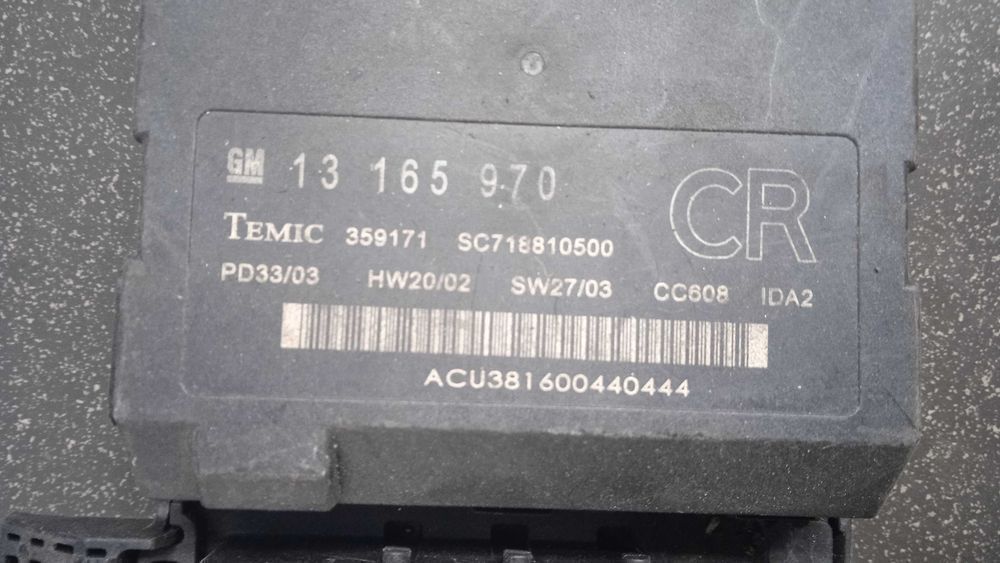 GM 13 165 970
CR
TEMIC 359171 SC718810500
PD33/03 HW20/02 SW27/03 CC608 IDA2
ACU381600440444